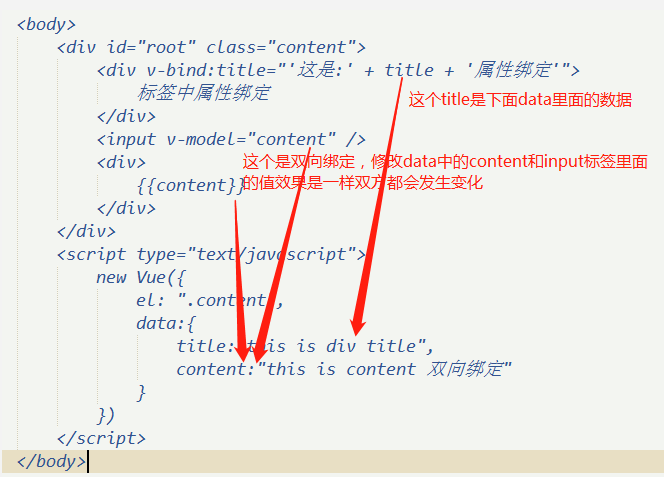 <body>
<div id="root" class="content">
<div v-bind:title="'这是:' + title + '属性绑定'">
标签中属性绑定
这个title是下面data里面的数据
</div>
<input v-model="content" />
<div>
这个是双向绑定，修改data中的content和input标签里面
的值效果是一样双方都会发生变化
{{content}}
</div>
</div>
<script type="text/javascript">
new Vue({
el: ".content",
data:{
title:"this is div title",
content:"this is content 双向绑定"
}
})
</script>
</body>